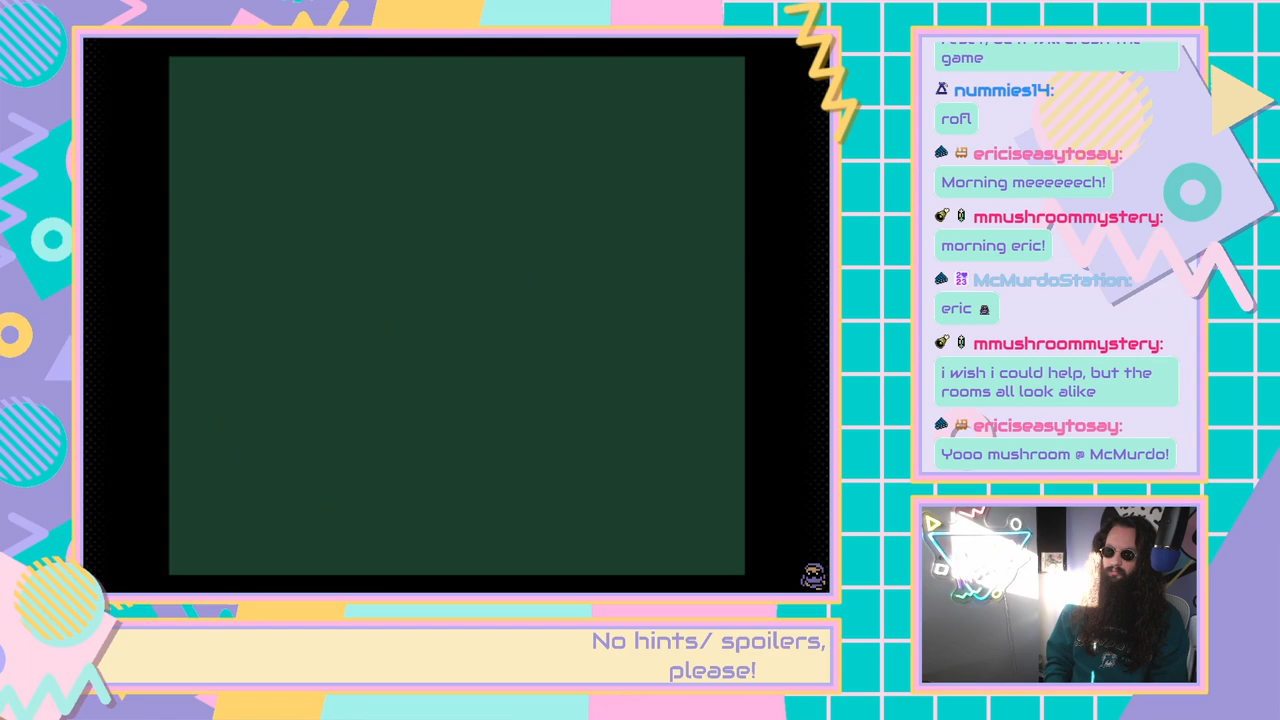 game
nummies14:
rofl
ericiseasytosay:
Morning meeeeeech!
mmushroommystery:
morning eric!
McMurdoStation:
eric
mmushroommystery:
i wish i could help, but the
rooms all look alike
ericiseasytosay:
Yooo mushroom @ McMurdo!
No hints/ spoilers,
please!